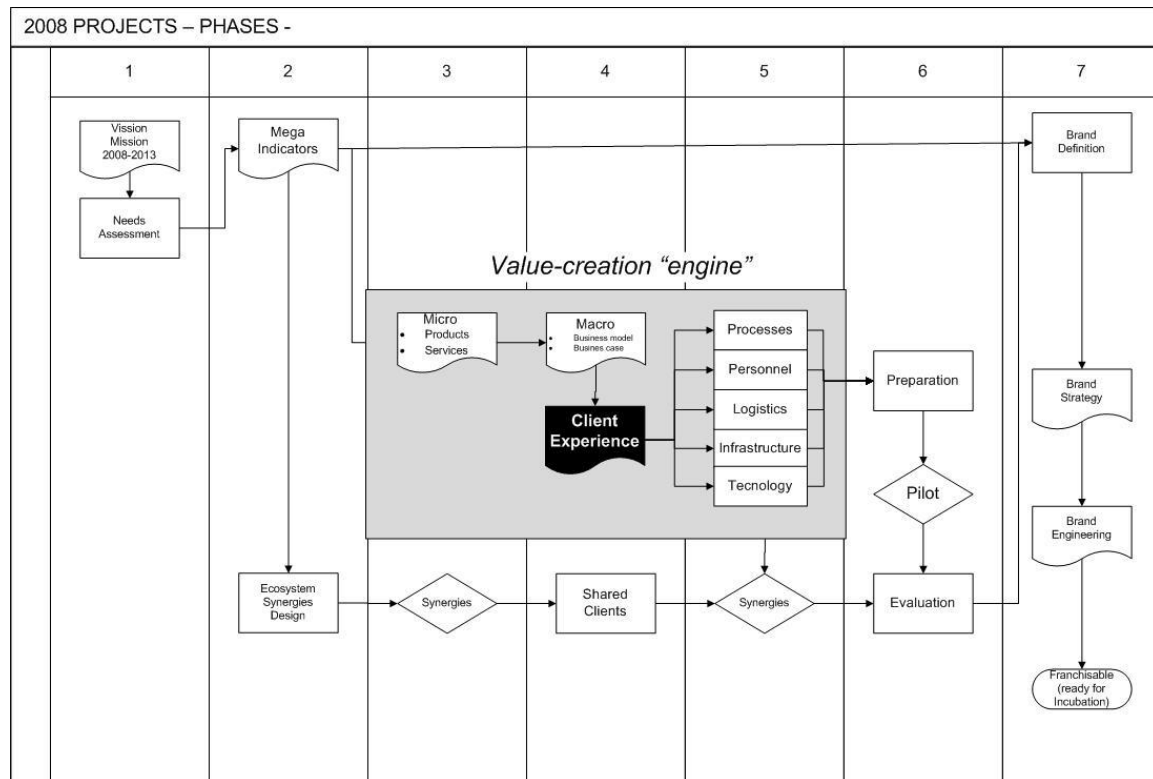 2008 PROJECTS – PHASES -
1
2
3
4
5
6
7
Vission
Mission
2008-2013
Needs
Assessment
Mega
Indicators
Brand
Definition
Value-creation “engine”
Micro
• Products
• Services
Macro
• Business model
• Busines case
Client
Experience
Processes
Personnel
Logistics
Infrastructure
Tecnology
Preparation
Pilot
Brand
Strategy
Brand
Engineering
Ecosystem
Synergies
Design
Synergies
Shared
Clients
Synergies
Evaluation
Franchisable
(ready for
Incubation)